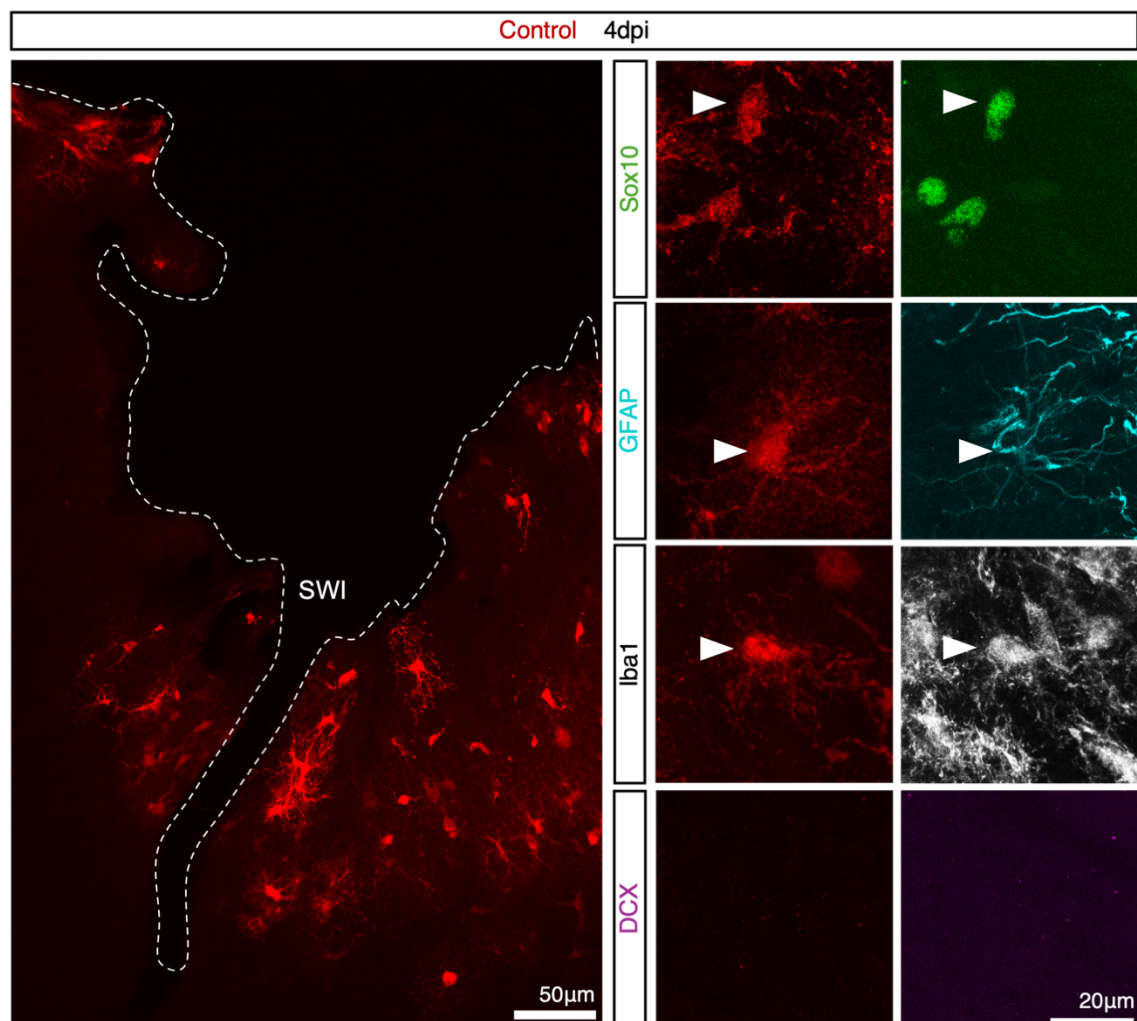 Control 4dpi
SWI
50µm
Sox10
GFAP
Iba1
DCX
20µm